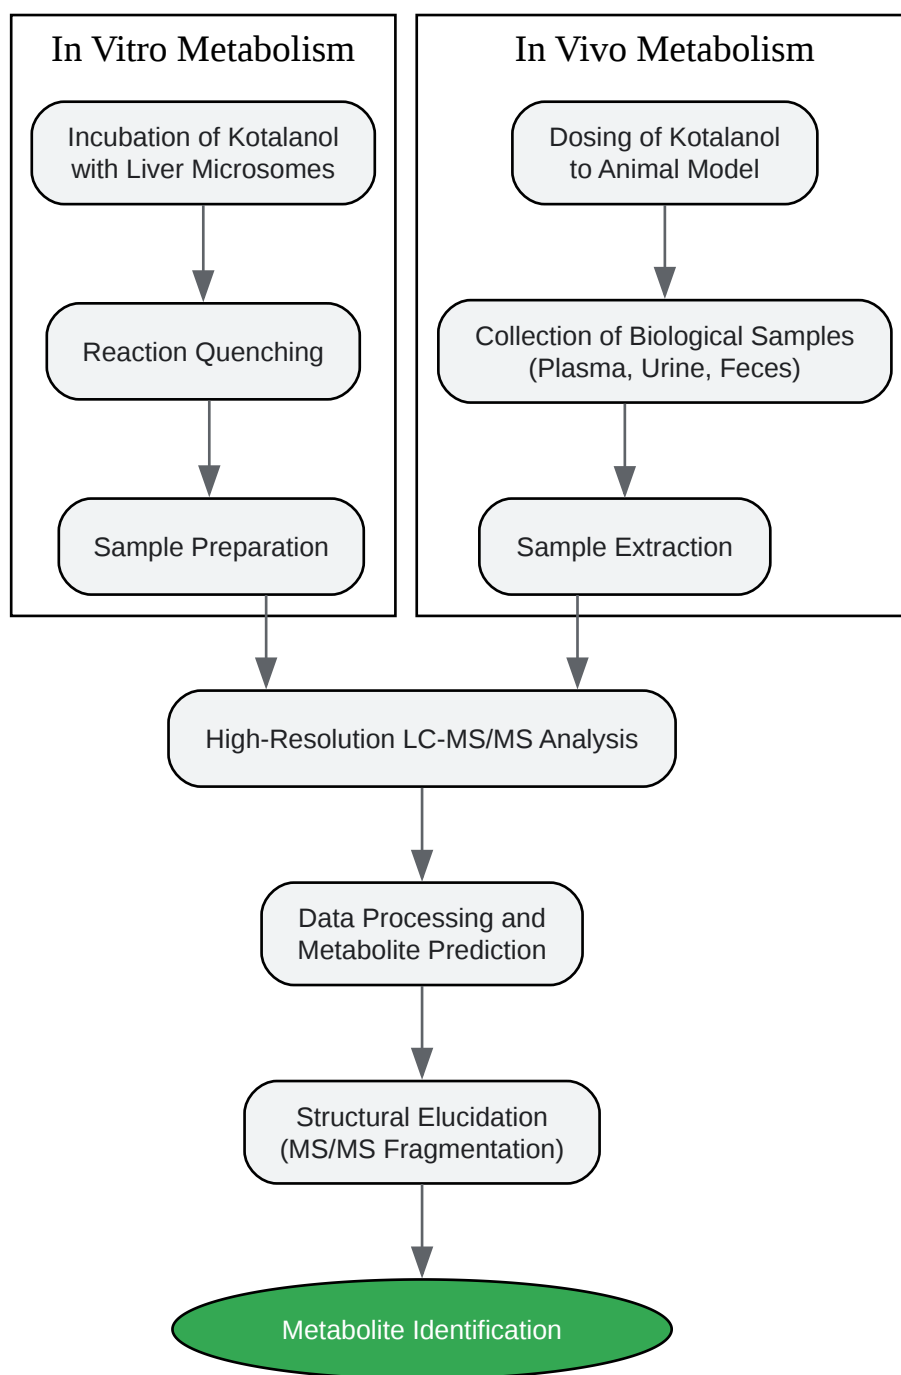 In Vitro Metabolism
Incubation of Kotalanol
with Liver Microsomes
Reaction Quenching
Sample Preparation
In Vivo Metabolism
Dosing of Kotalanol
to Animal Model
Collection of Biological Samples
(Plasma, Urine, Feces)
Sample Extraction
High-Resolution LC-MS/MS Analysis
Data Processing and
Metabolite Prediction
Structural Elucidation
(MS/MS Fragmentation)
Metabolite Identification